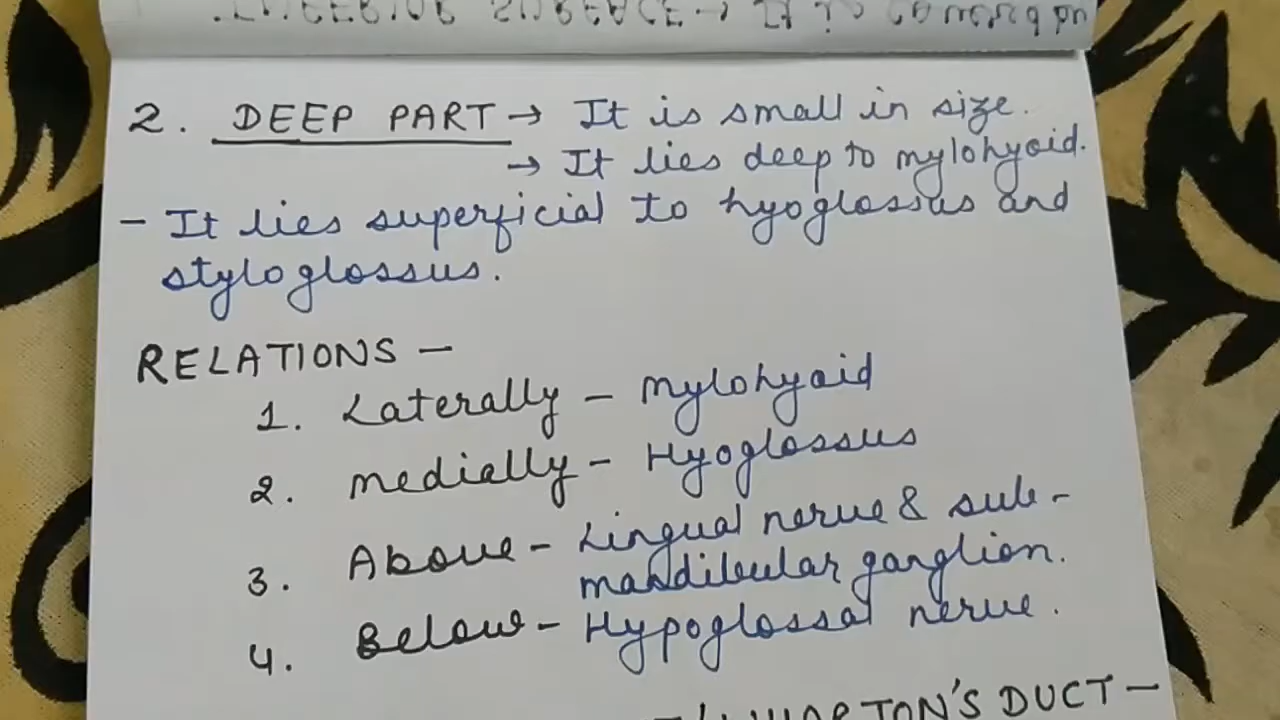 2. DEEP PART → It is small in size.
→ It lies deep to mylohyoid.
- It lies superficial to hyoglossus and
styloglossus.
RELATIONS -
1. Laterally - Mylohyoid
2. Medially - Hyoglossus
3. Above - Lingual nerve & sub-
mandibular ganglion.
4. Below - Hypoglossal nerve.
WHARTON'S DUCT -